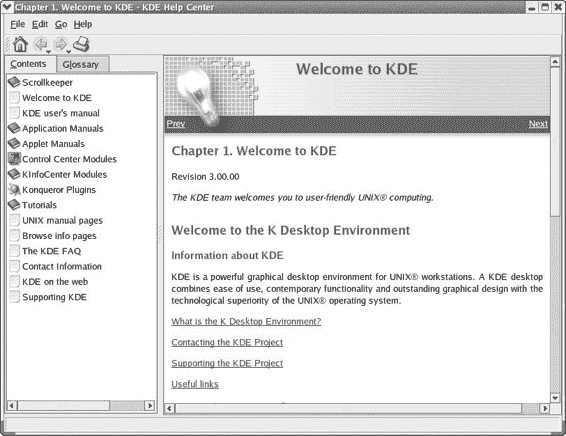 Chapter 1. Welcome to KDE - KDE Help Center
File Edit Go Help
Contents Glossary
Scrollkeeper
Welcome to KDE
KDE user's manual
Application Manuals
Applet Manuals
Control Center Modules
KInfoCenter Modules
Konqueror Plugins
Tutorials
UNIX manual pages
Browse info pages
The KDE FAQ
Contact Information
KDE on the web
Supporting KDE
Welcome to KDE
Prev Next
Chapter 1. Welcome to KDE
Revision 3.00.00
The KDE team welcomes you to user-friendly UNIX® computing.
Welcome to the K Desktop Environment
Information about KDE
KDE is a powerful graphical desktop environment for UNIX® workstations. A KDE desktop
combines ease of use, contemporary functionality and outstanding graphical design with the
technological superiority of the UNIX® operating system.
What is the K Desktop Environment?
Contacting the KDE Project
Supporting the KDE Project
Useful links